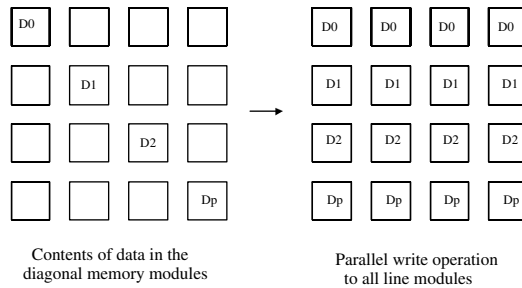 D0 D0 D0 D0 D0
D1 D1 D1 D1 D1
D2 D2 D2 D2 D2
Dp Dp Dp Dp Dp
Contents of data in the
diagonal memory modules
Parallel write operation
to all line modules